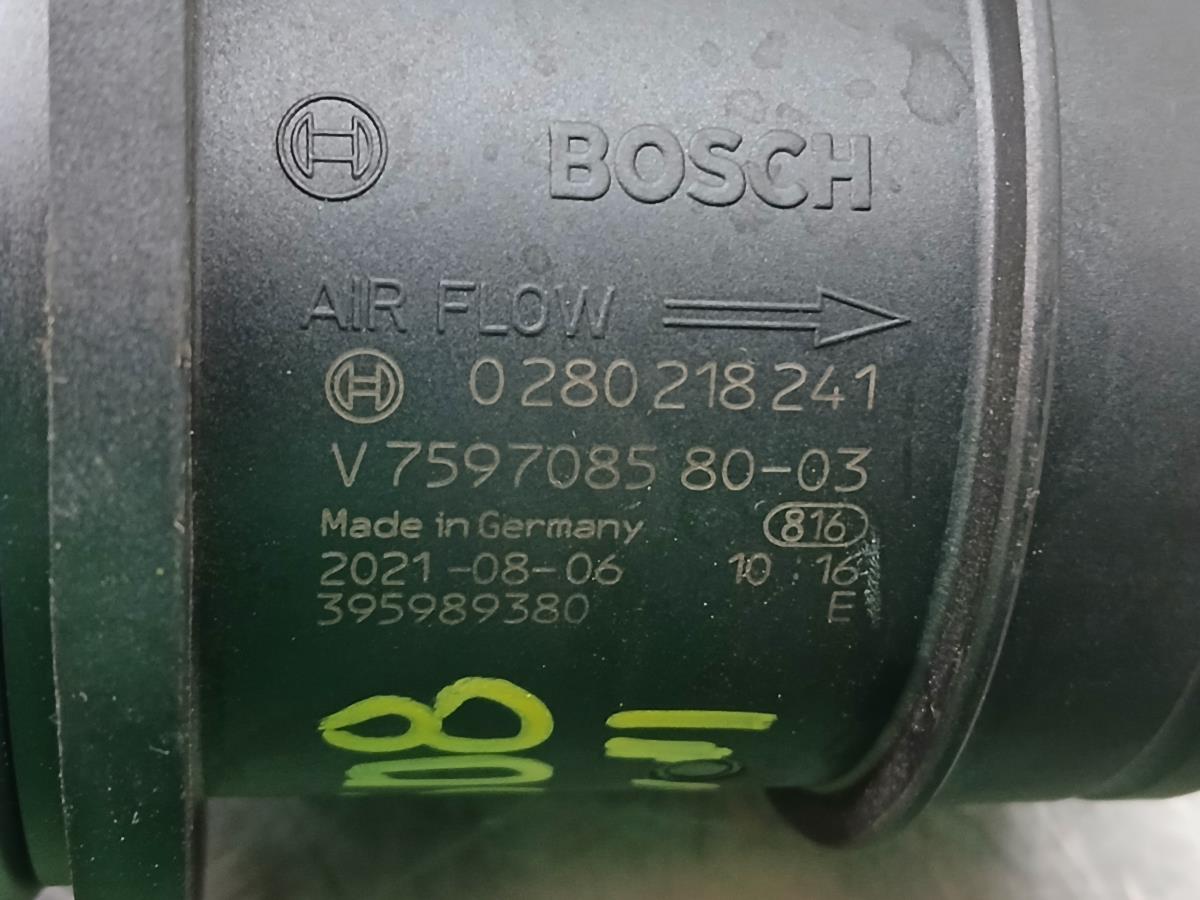 BOSCH
AIR FLOW
0 280 218 241
V 7597085 80-03
Made in Germany 816
2021-08-06 10 16
395989380 E